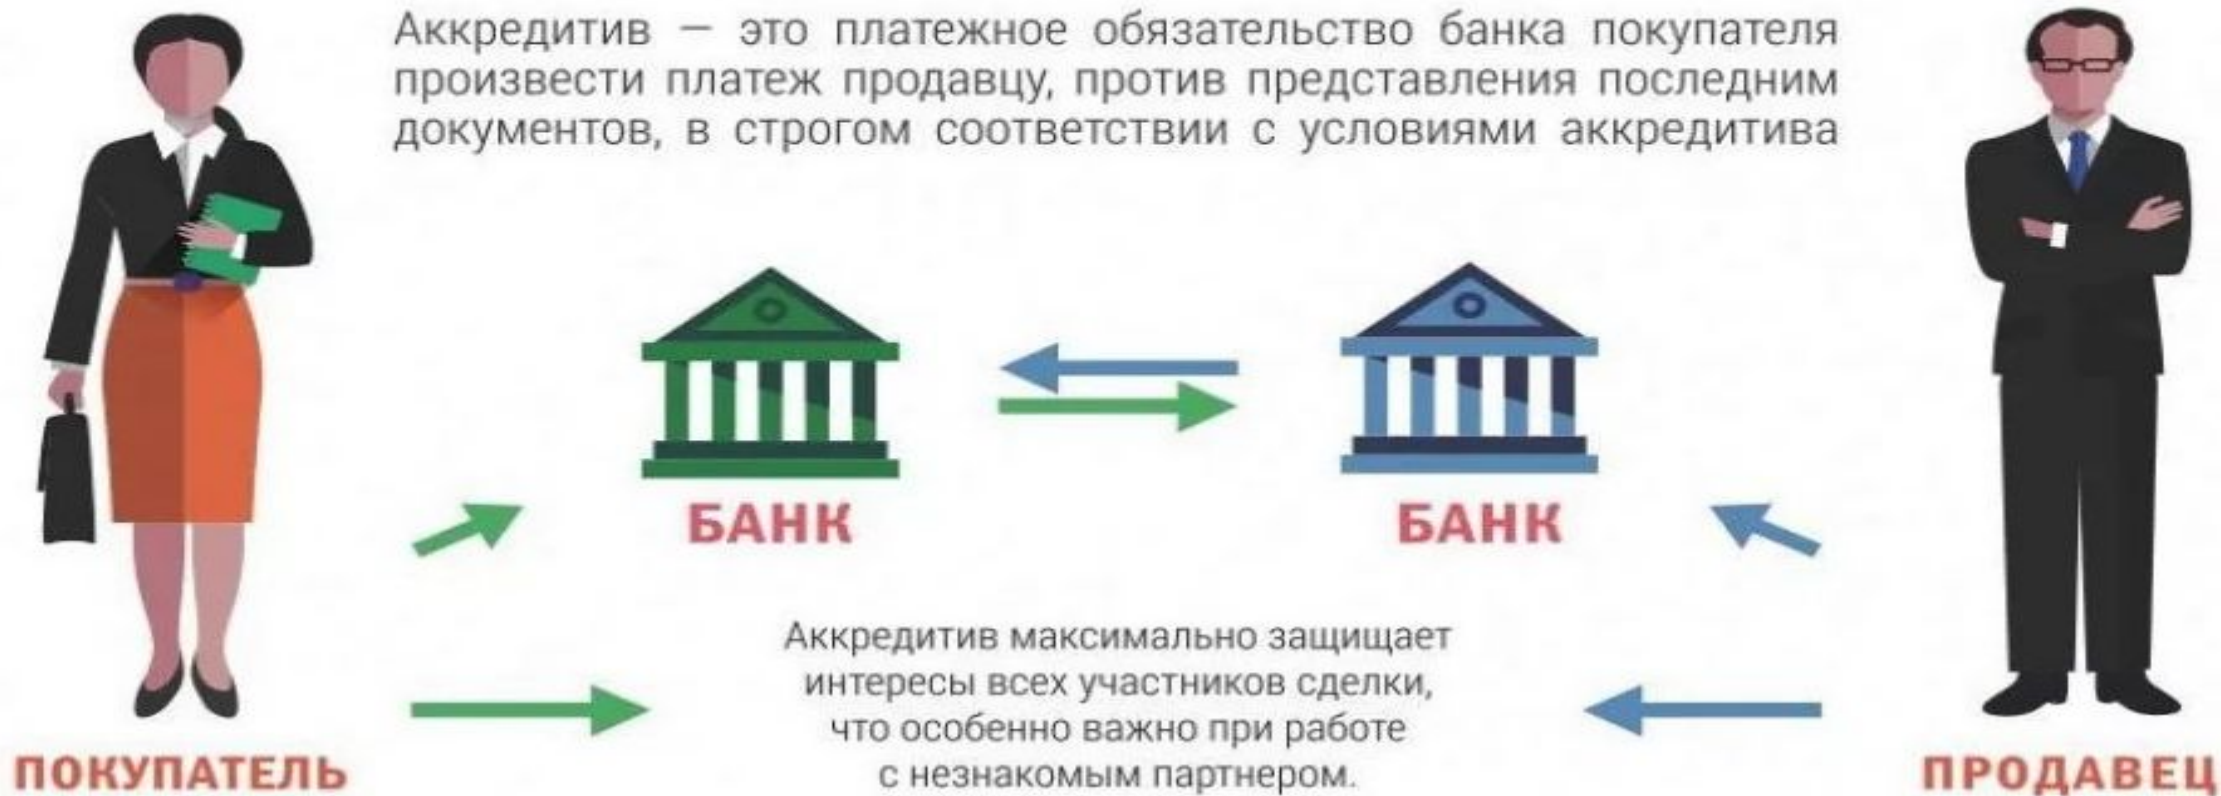 Аккредитив — это платежное обязательство банка покупателя
произвести платеж продавцу, против представления последним
документов, в строгом соответствии с условиями аккредитива
БАНК
БАНК
Аккредитив максимально защищает
интересы всех участников сделки,
что особенно важно при работе
с незнакомым партнером.
ПОКУПАТЕЛЬ
ПРОДАВЕЦ